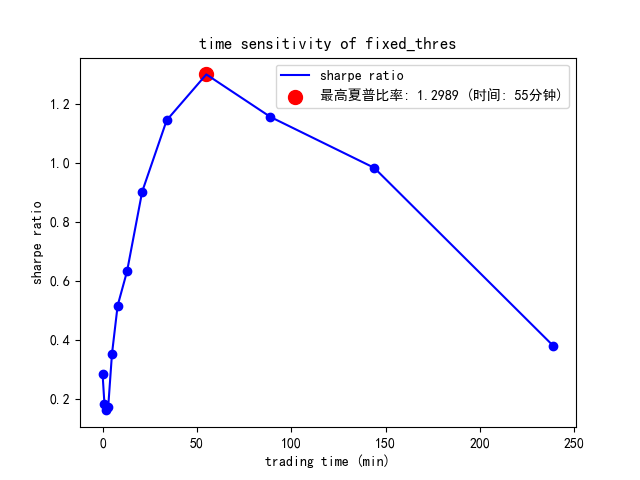 time sensitivity of fixed_thres
sharpe ratio
最高夏普比率: 1.2989 (时间: 55分钟)
1.2
1.0
0.8
0.6
0.4
0.2
sharpe ratio
0 50 100 150 200 250
trading time (min)